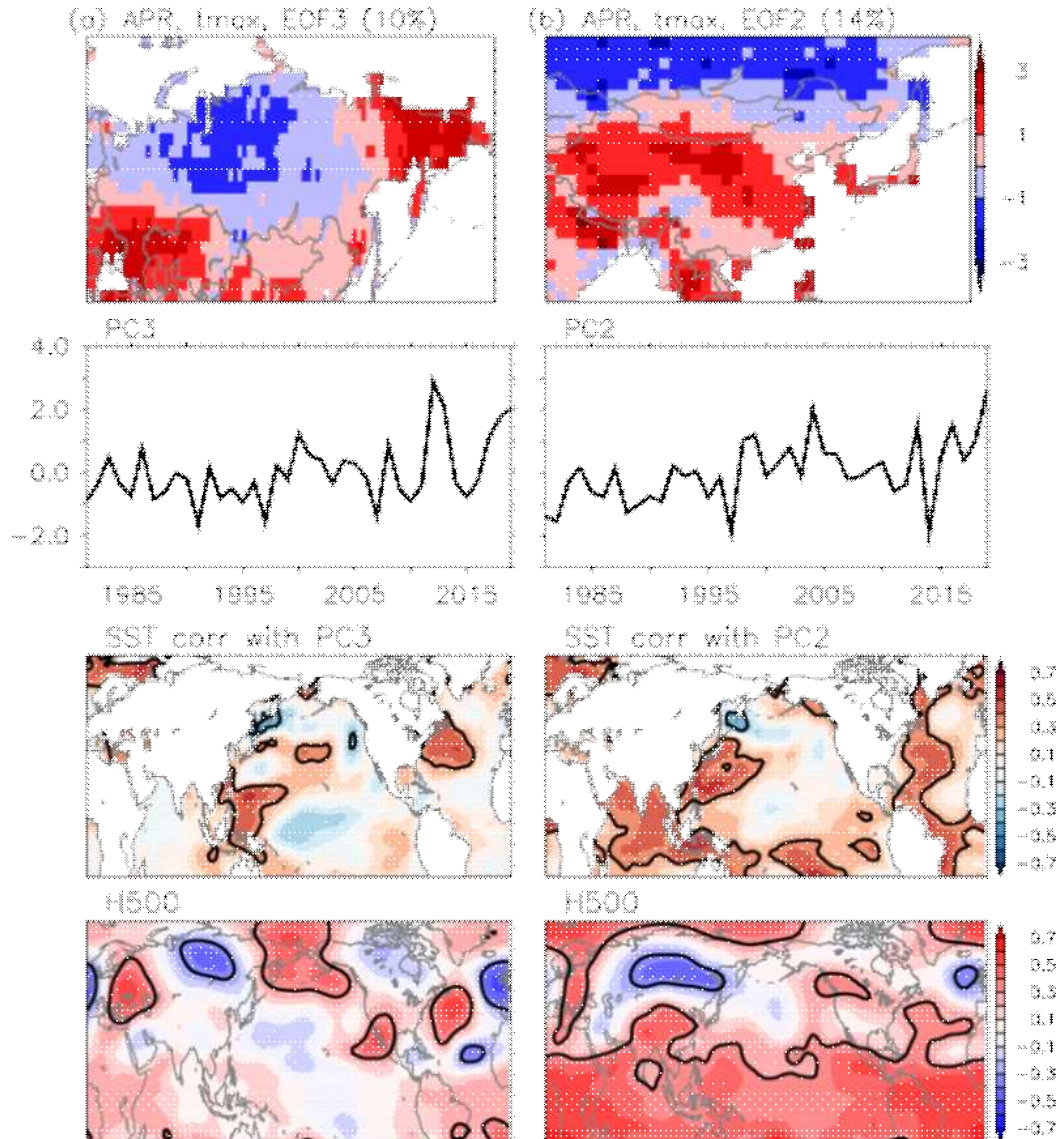 (a) APR, tmax, EOF3 (10%)
(b) APR, tmax, EOF2 (14%)
3
1
-1
-3
PC3
PC2
4.0
2.0
0.0
-2.0
1985 1995 2005 2015
1985 1995 2005 2015
SST corr with PC3
SST corr with PC2
0.7
0.5
0.3
0.1
-0.1
-0.3
-0.5
-0.7
H500
H500
0.7
0.5
0.3
0.1
-0.1
-0.3
-0.5
-0.7